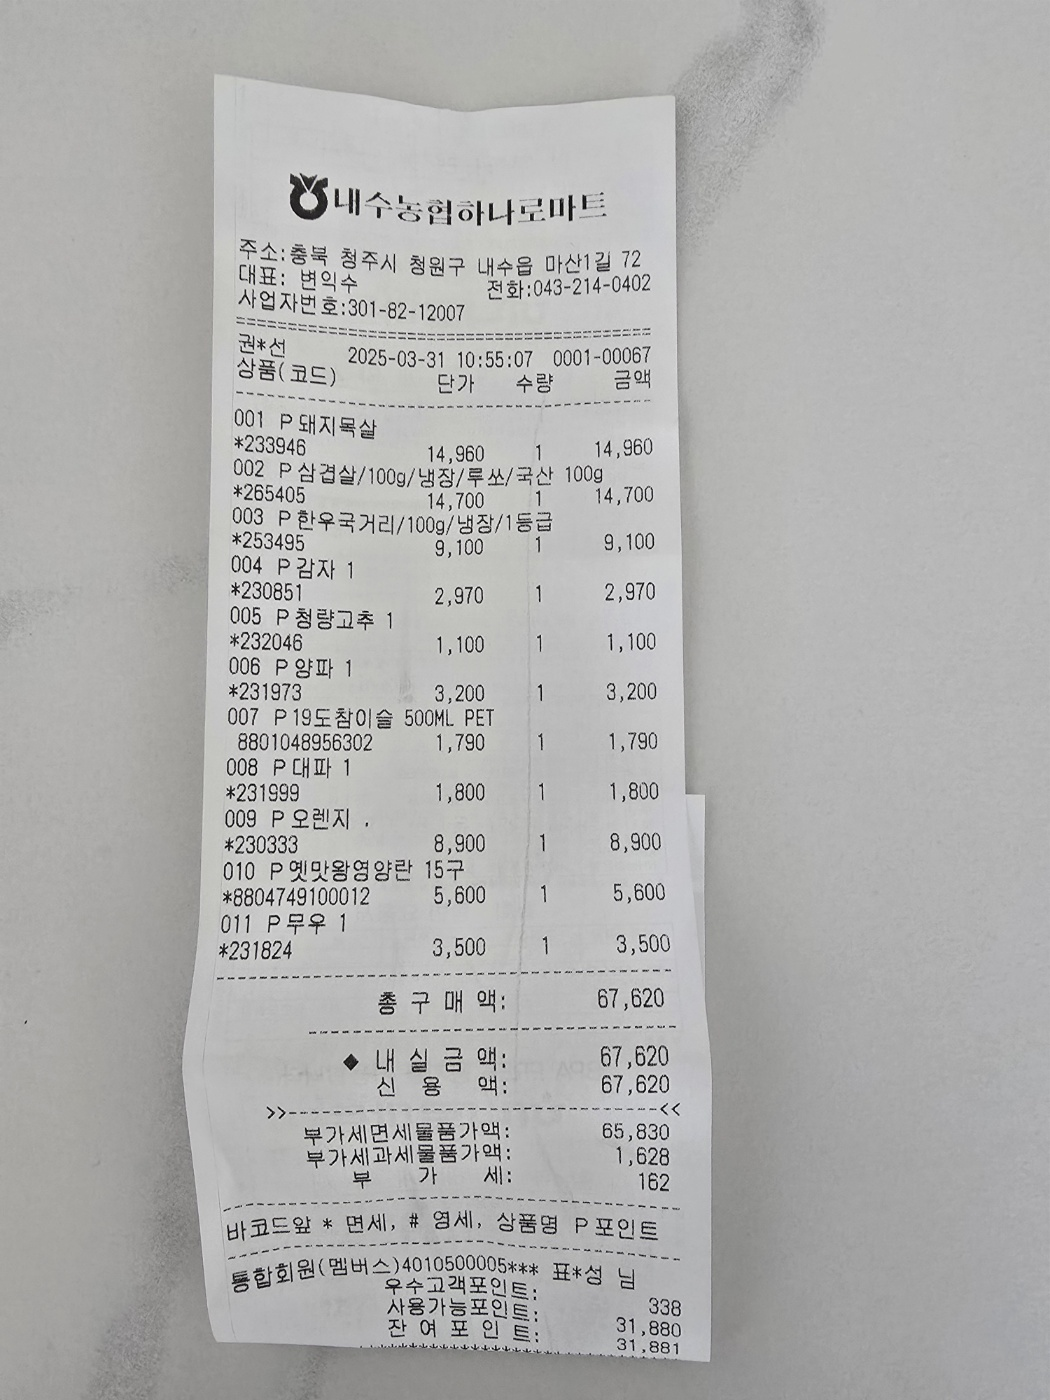 내수농협하나로마트
주소:충북 청주시 청원구 내수읍 마산1길 72
대표: 변익수 전화:043-214-0402
사업자번호:301-82-12007
권*선 2025-03-31 10:55:07 0001-00067
상품(코드) 단가 수량 금액
001 P 돼지목살
*233946 14,960 1 14,960
002 P 삼겹살/100g/냉장/루쏘/국산 100g
*265405 14,700 1 14,700
003 P 한우국거리/100g/냉장/1등급
*253495 9,100 1 9,100
004 P 감자 1
*230851 2,970 1 2,970
005 P 청량고추 1
*232046 1,100 1 1,100
006 P 양파 1
*231973 3,200 1 3,200
007 P 19도참이슬 500ML PET
8801048956302 1,790 1 1,790
008 P 대파 1
*231999 1,800 1 1,800
009 P 오렌지 .
*230333 8,900 1 8,900
010 P 옛맛왕영양란 15구
*8804749100012 5,600 1 5,600
011 P 무우 1
*231824 3,500 1 3,500
총 구 매 액: 67,620
◆ 내 실 금 액: 67,620
신 용 액: 67,620
>>------------------------<<
부가세면세물품가액: 65,830
부가세과세물품가액: 1,628
부 가 세: 162
바코드앞 * 면세, # 영세, 상품명 P 포인트
통합회원(멤버스)4010500005*** 표*성 님
우수고객포인트: 338
사용가능포인트: 31,880
잔 여 포 인 트: 31,881